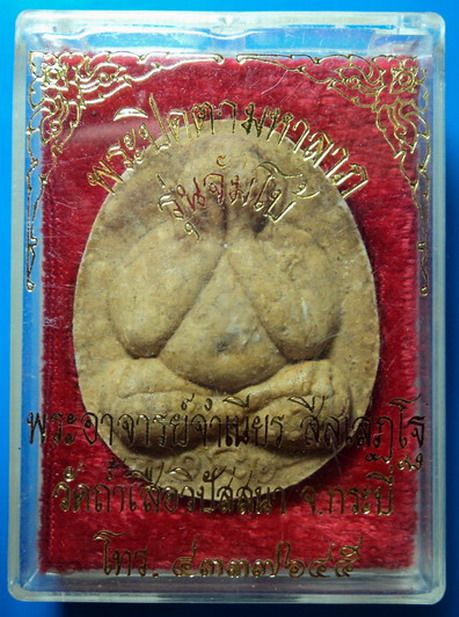 พระปิดตามหาลาภ
รุ่นจัมโบ้
พระอาจารย์จำเนียร สีลเสฏฺโฐ
วัดถ้ำเสือวิปัสสนา จ.กระบี่
โทร. ๔๓๓๗๖๔๕